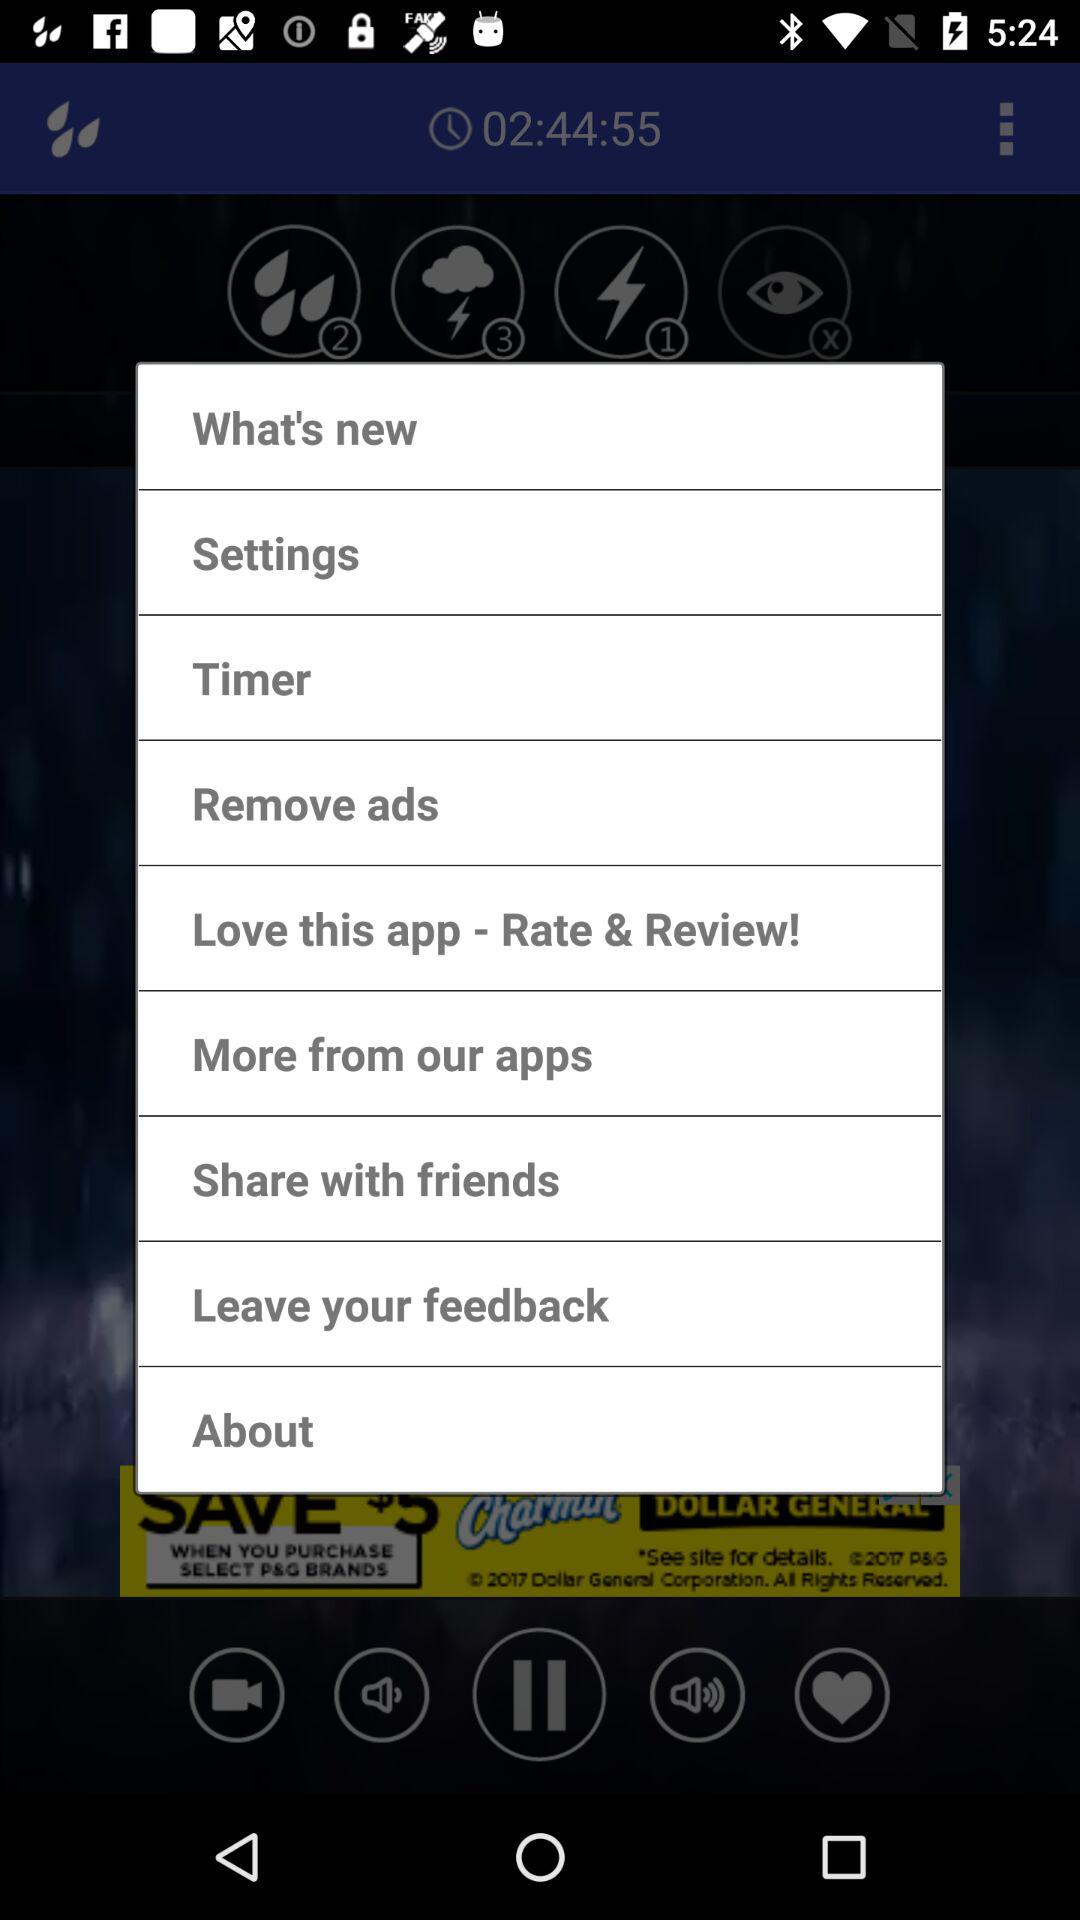 FAKE
5:24
02:44:55
2
3
1
X
What's new
Settings
Timer
Remove ads
Love this app - Rate & Review!
More from our apps
Share with friends
Leave your feedback
About
SAVE $5
WHEN YOU PURCHASE
SELECT P&G BRANDS
Charmin
DOLLAR GENERAL
*See site for details. ©2017 P&G
© 2017 Dollar General Corporation. All Rights Reserved.